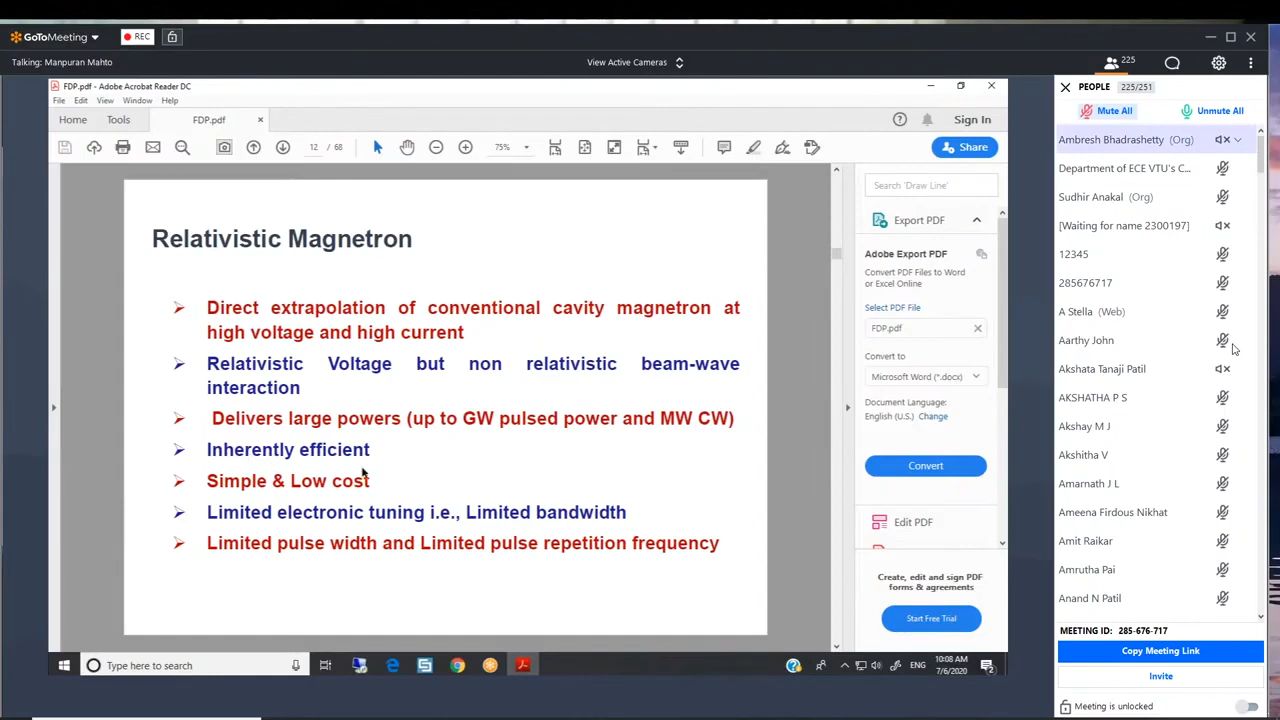 GoToMeeting
REC
Talking: Manpuran Mahto
View Active Cameras
225
FDP.pdf - Adobe Acrobat Reader DC
File Edit View Window Help
Home Tools FDP.pdf × Sign In
12 / 68
75%
Share
Relativistic Magnetron
Direct extrapolation of conventional cavity magnetron at
high voltage and high current
Relativistic Voltage but non relativistic beam-wave
interaction
Delivers large powers (up to GW pulsed power and MW CW)
Inherently efficient
Simple & Low cost
Limited electronic tuning i.e., Limited bandwidth
Limited pulse width and Limited pulse repetition frequency
Search 'Draw Line'
Export PDF
Adobe Export PDF
Convert PDF Files to Word
or Excel Online
Select PDF File
FDP.pdf
Convert to
Microsoft Word (*.docx)
Document Language:
English (U.S.) Change
Convert
Edit PDF
Create, edit and sign PDF
forms & agreements
Start Free Trial
Type here to search
ENG
10:08 AM
7/6/2020
2
PEOPLE 225/251
Mute All Unmute All
Ambresh Bhadrashetty (Org)
Department of ECE VTU's C...
Sudhir Anakal (Org)
[Waiting for name 2300197]
12345
285676717
A Stella (Web)
Aarthy John
Akshata Tanaji Patil
AKSHATHA P S
Akshay M J
Akshitha V
Amarnath J L
Ameena Firdous Nikhat
Amit Raikar
Amrutha Pai
Anand N Patil
MEETING ID: 285-676-717
Copy Meeting Link
Invite
Meeting is unlocked